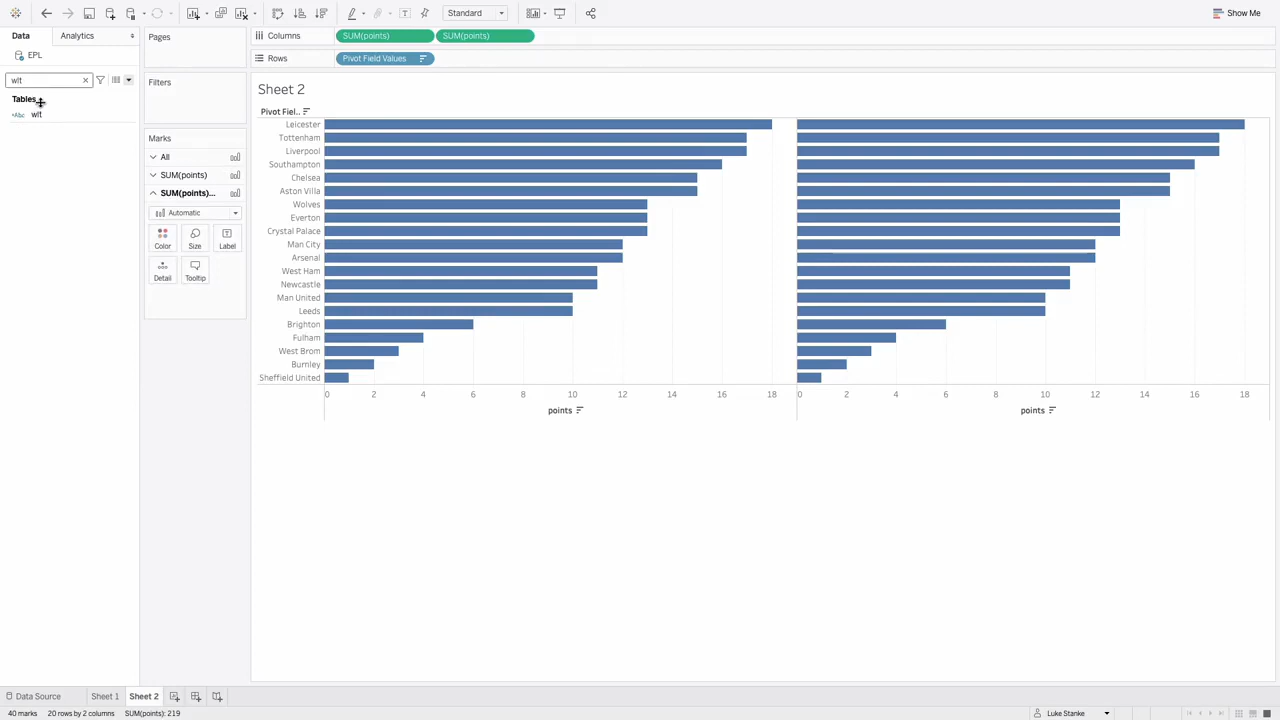 Standard
Show Me
Data
Analytics
Pages
Columns
SUM(points)
SUM(points)
EPL
Rows
Pivot Field Values
wlt
Filters
Sheet 2
Tables
Abc
wlt
Pivot Fiel..
Leicester
Tottenham
Liverpool
Southampton
Chelsea
Aston Villa
Wolves
Everton
Crystal Palace
Man City
Arsenal
West Ham
Newcastle
Man United
Leeds
Brighton
Fulham
West Brom
Burnley
Sheffield United
Marks
All
SUM(points)
SUM(points)...
Automatic
Color
Size
Label
T
Detail
Tooltip
0 2 4 6 8 10 12 14 16 18
0 2 4 6 8 10 12 14 16 18
points
points
Data Source
Sheet 1
Sheet 2
40 marks
20 rows by 2 columns
SUM(points): 219
Luke Stanke